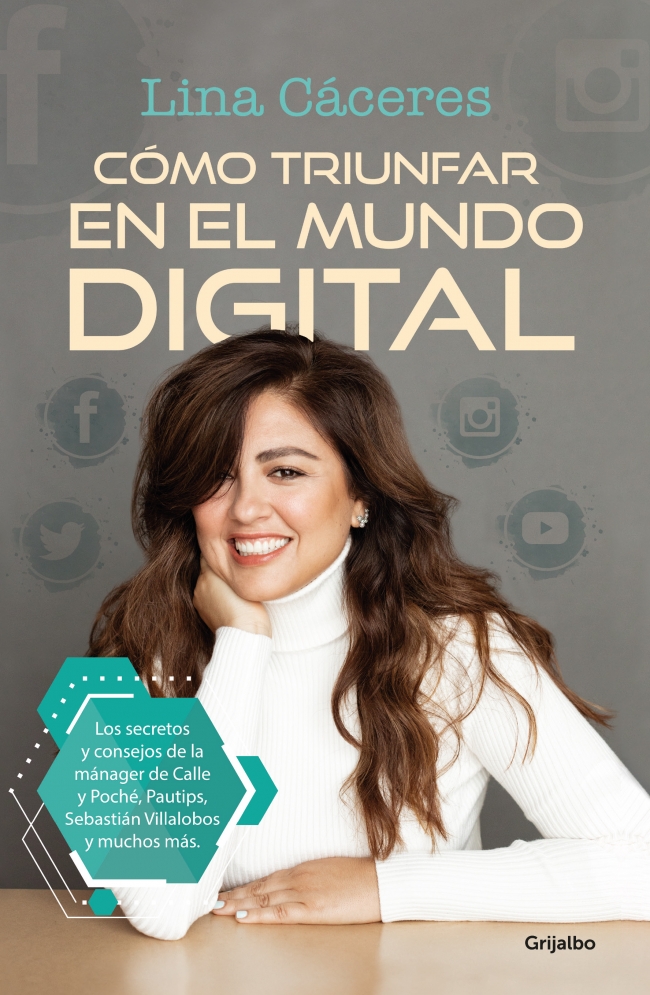 Lina Cáceres
CÓMO TRIUNFAR
EN EL MUNDO
DIGITAL
Los secretos
y consejos de la
mánager de Calle
y Poché, Pautips,
Sebastián Villalobos
y muchos más.
Grijalbo